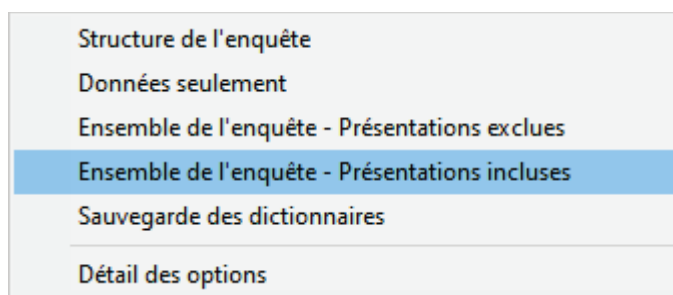 Structure de l'enquête
Données seulement
Ensemble de l'enquête - Présentations exclues
Ensemble de l'enquête - Présentations incluses
Sauvegarde des dictionnaires
Détail des options